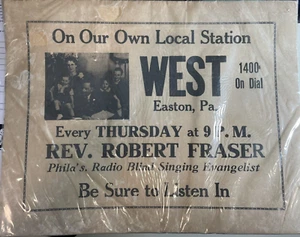 On Our Own Local Station
WEST
1400
On Dial
Easton, Pa.
Every THURSDAY at 9 P. M.
REV. ROBERT FRASER
Phila's. Radio Blind Singing Evangelist
Be Sure to Listen In